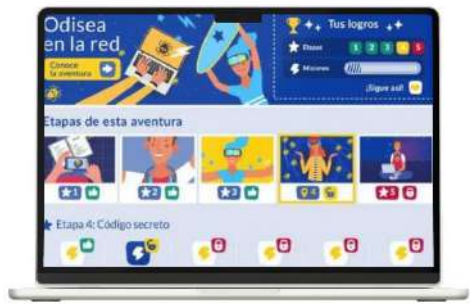 Odisea
en la red
Conoce
la aventura
Tus logros
Etapas 1 2 3 4 5
Misiones
¡Sigue así!
Etapas de esta aventura
1 2 3 4 5
Etapa 4: Código secreto